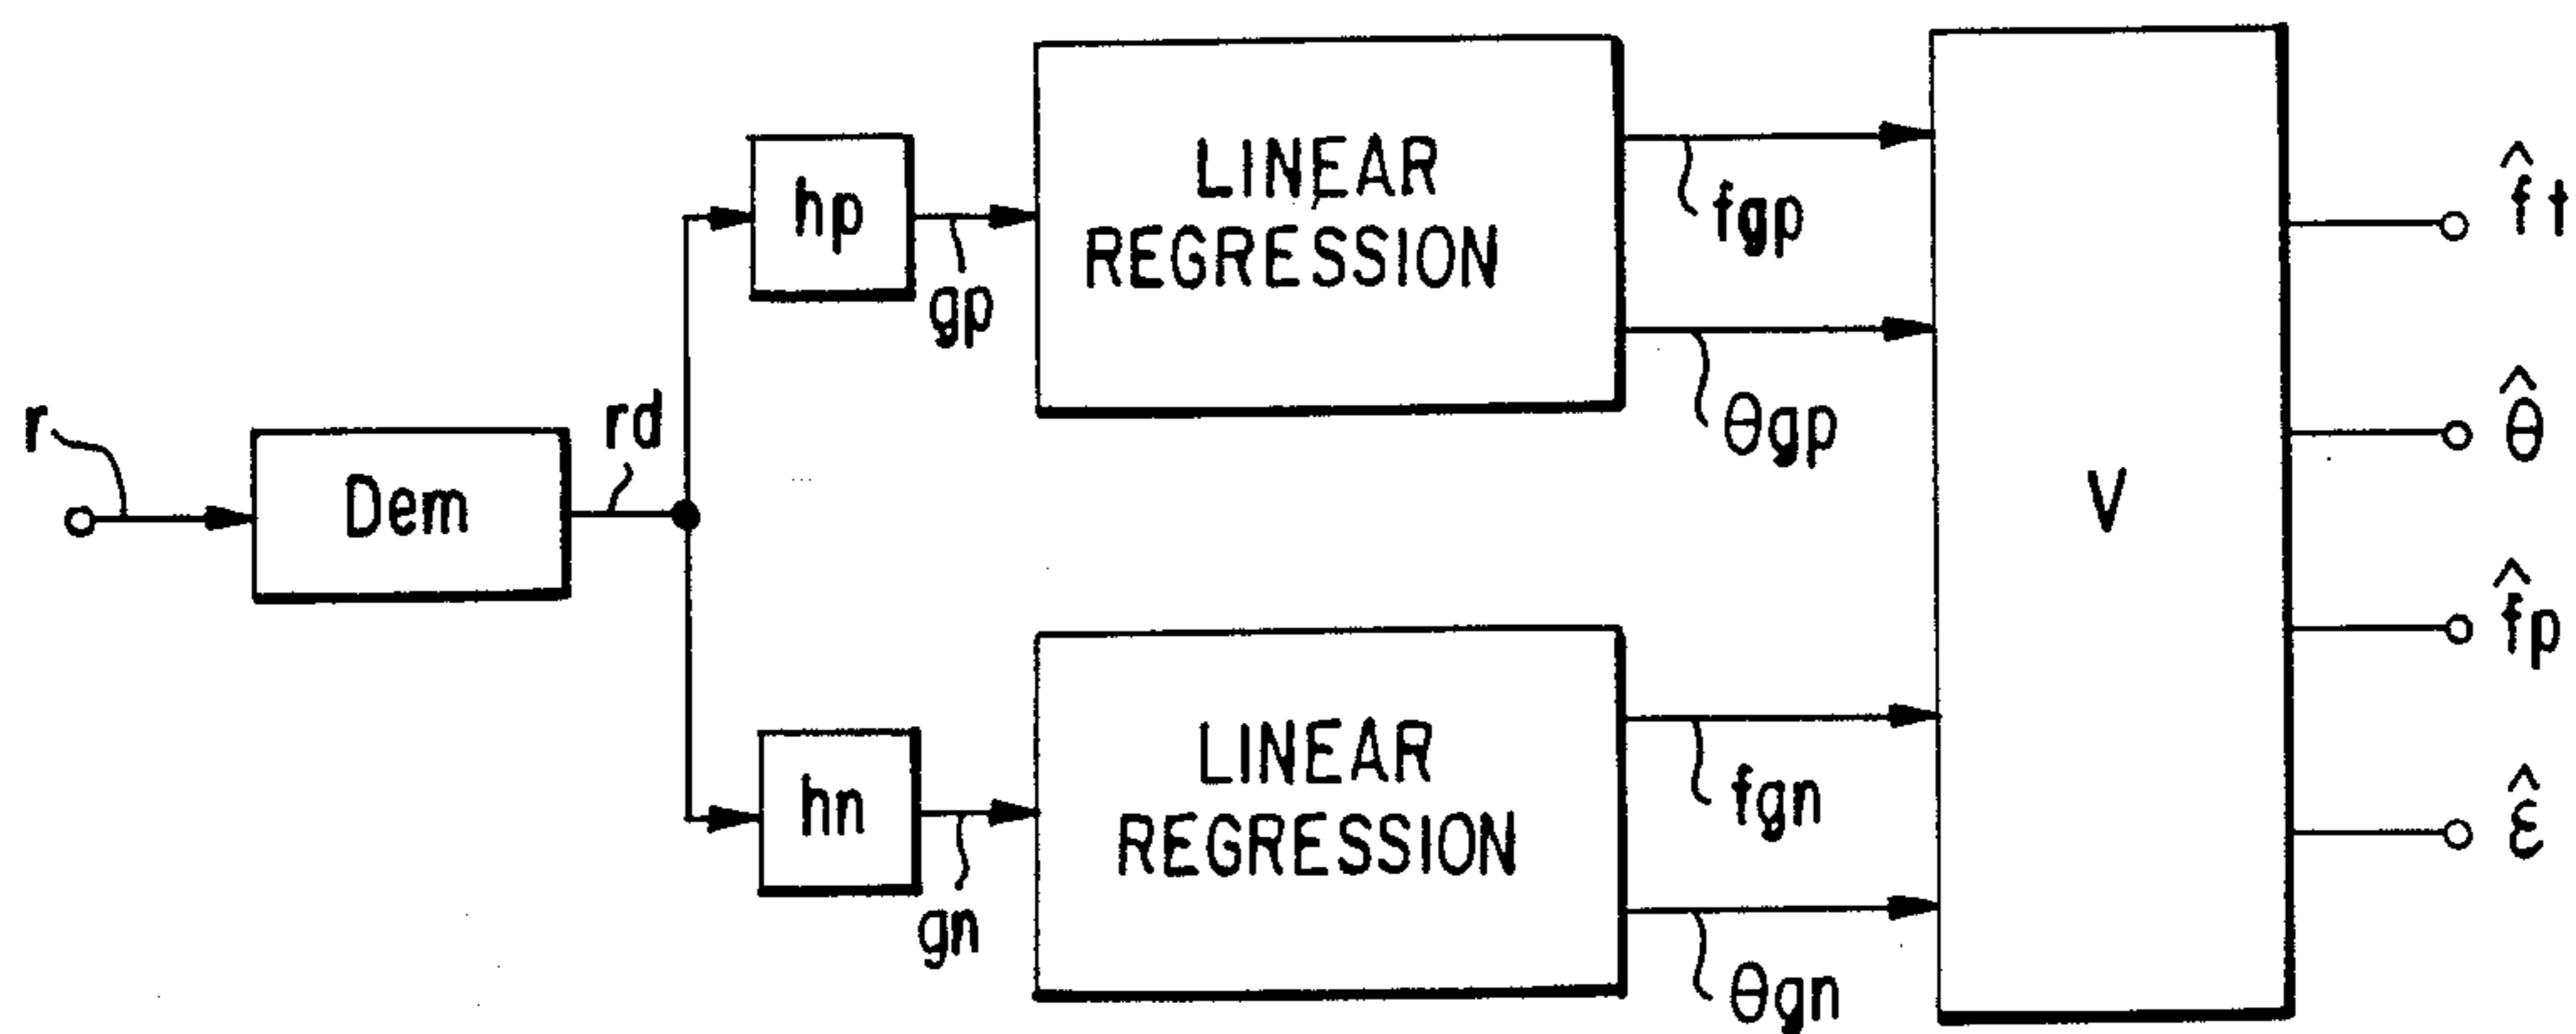 r
Dem
rd
hp
gp
LINEAR
REGRESSION
fgp
θgp
hn
gn
LINEAR
REGRESSION
fgn
θgn
V
f̂t
θ̂
f̂p
ε̂